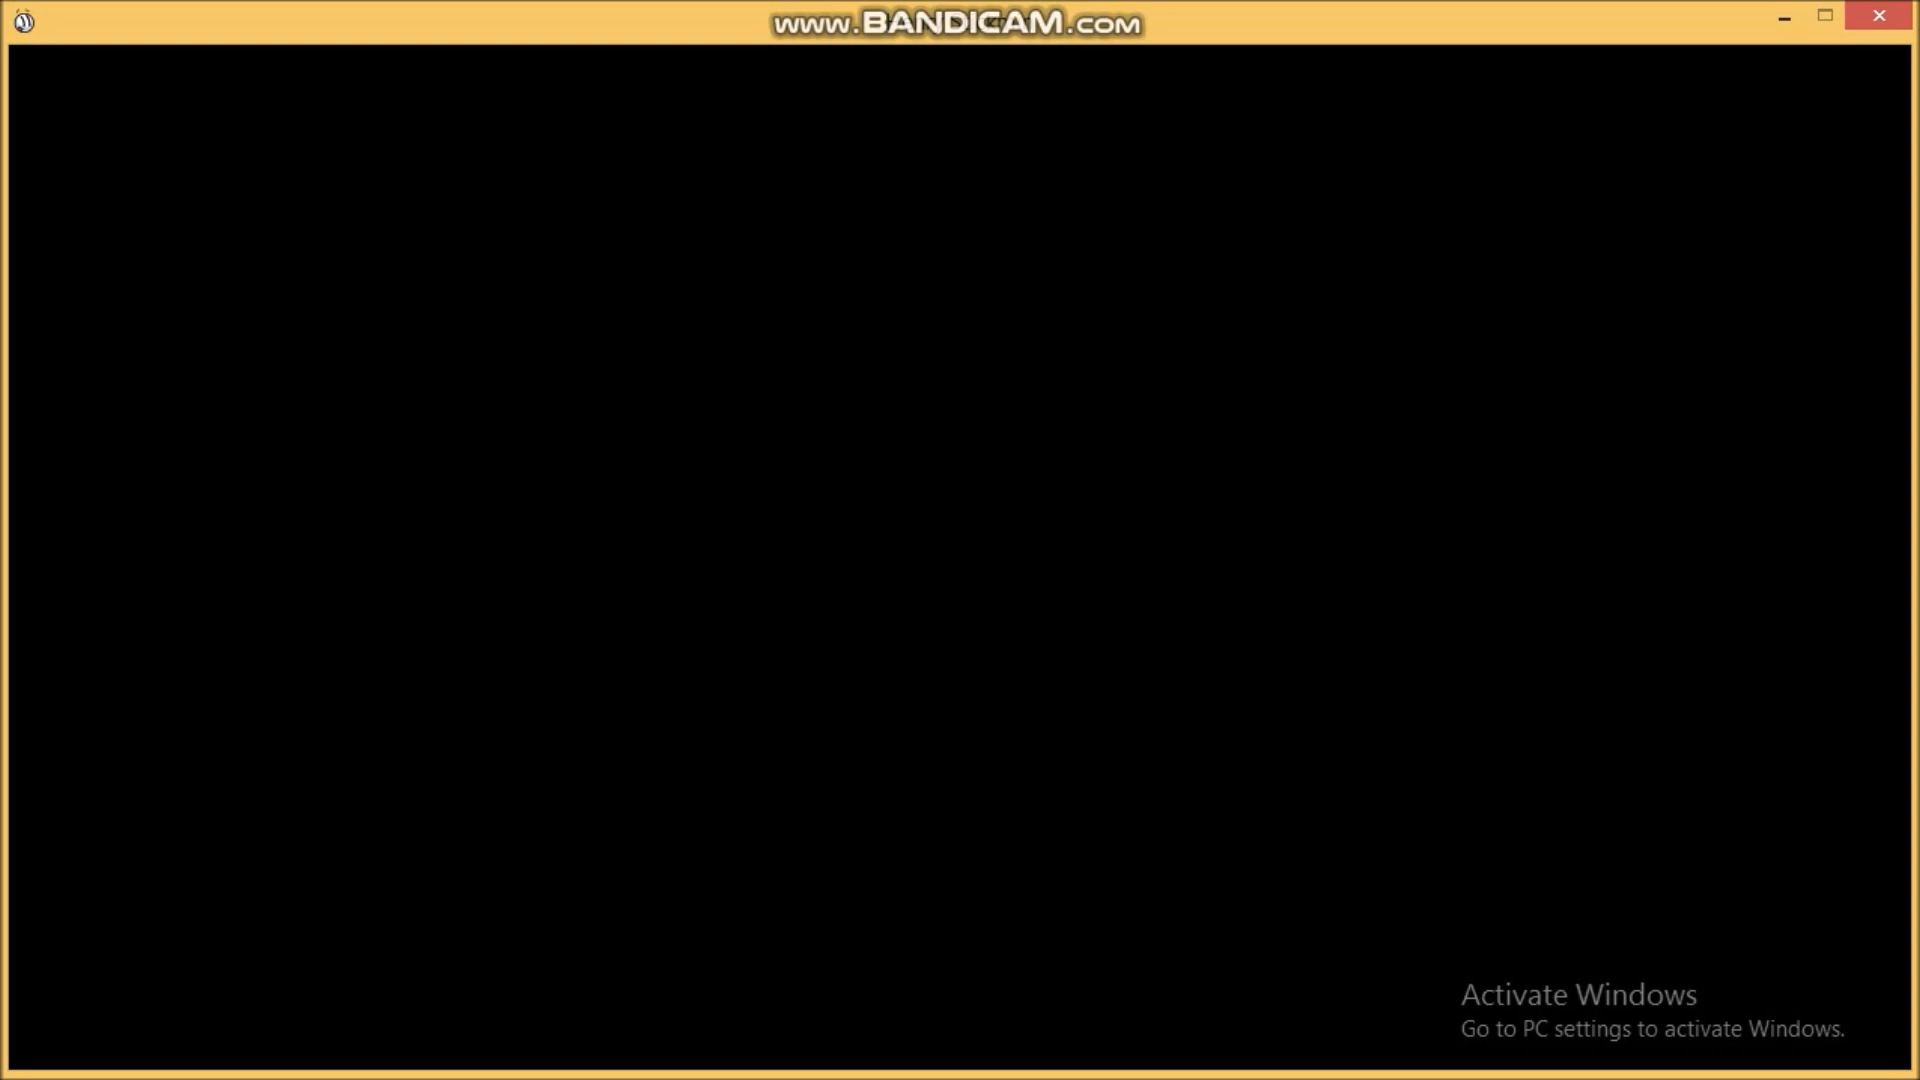 www.BANDICAM.com
Activate Windows
Go to PC settings to activate Windows.